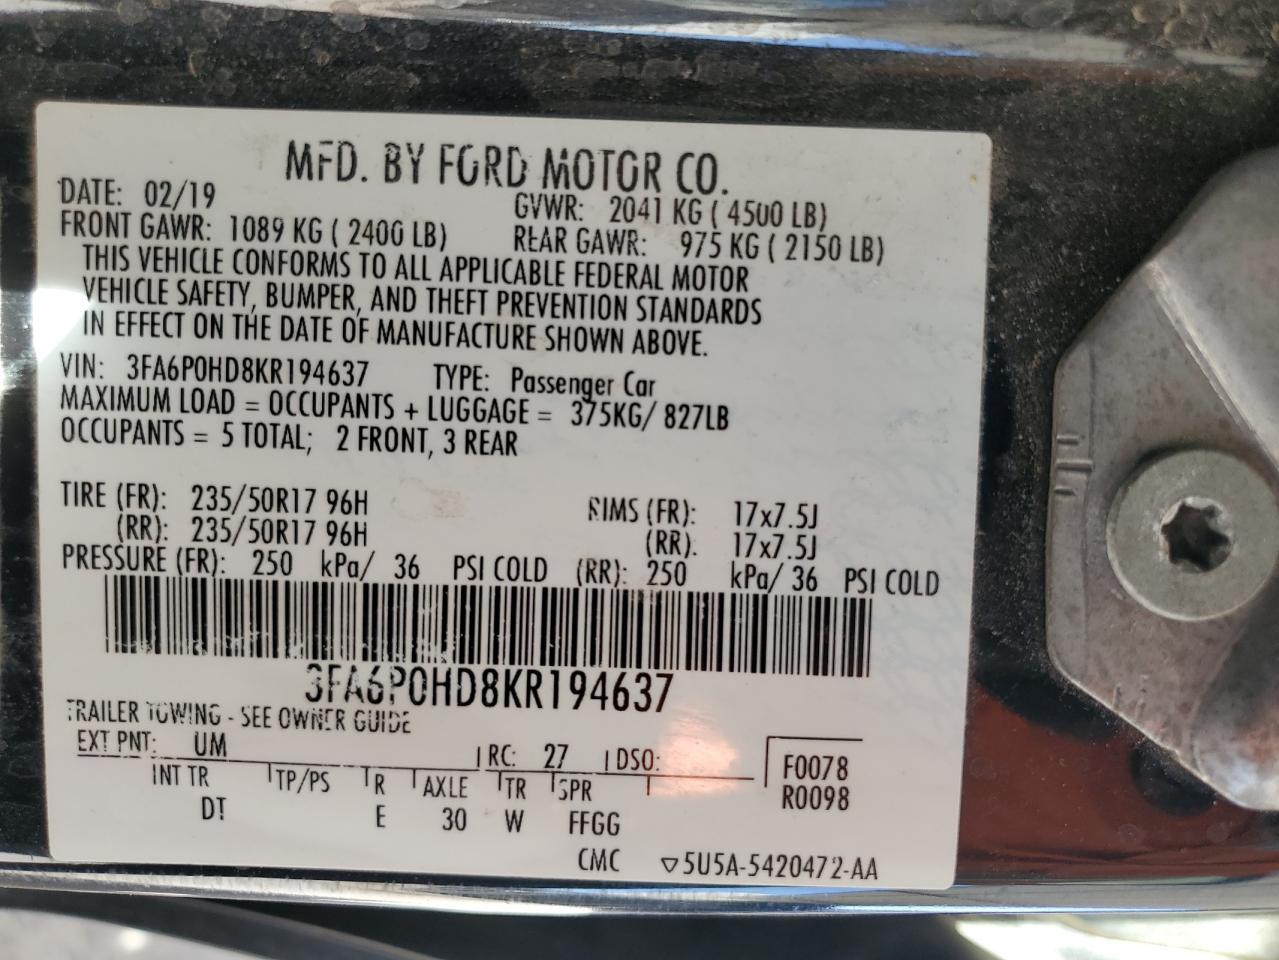 MFD. BY FORD MOTOR CO.
DATE: 02/19 GVWR: 2041 KG ( 4500 LB)
FRONT GAWR: 1089 KG ( 2400 LB) REAR GAWR: 975 KG ( 2150 LB)
THIS VEHICLE CONFORMS TO ALL APPLICABLE FEDERAL MOTOR
VEHICLE SAFETY, BUMPER, AND THEFT PREVENTION STANDARDS
IN EFFECT ON THE DATE OF MANUFACTURE SHOWN ABOVE.
VIN: 3FA6P0HD8KR194637 TYPE: Passenger Car
MAXIMUM LOAD = OCCUPANTS + LUGGAGE = 375KG/ 827LB
OCCUPANTS = 5 TOTAL; 2 FRONT, 3 REAR
TIRE (FR): 235/50R17 96H RIMS (FR): 17x7.5J
(RR): 235/50R17 96H (RR). 17x7.5J
PRESSURE (FR): 250 kPa/ 36 PSI COLD (RR): 250 kPa/ 36 PSI COLD
3FA6P0HD8KR194637
TRAILER TOWING - SEE OWNER GUIDE
EXT PNT: UM RC: 27 DSO: F0078
INT TR TP/PS R AXLE TR SPR R0098
DT E 30 W FFGG
CMC ▽5U5A-5420472-AA